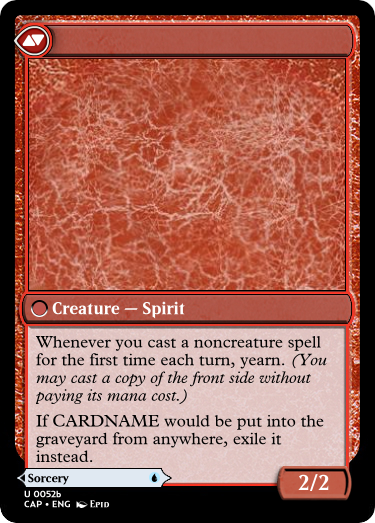 Creature — Spirit
Whenever you cast a noncreature spell
for the first time each turn, yearn. (You
may cast a copy of the front side without
paying its mana cost.)
If CARDNAME would be put into the
graveyard from anywhere, exile it
instead.
Sorcery
2/2
U 0052b
CAP • ENG Epid